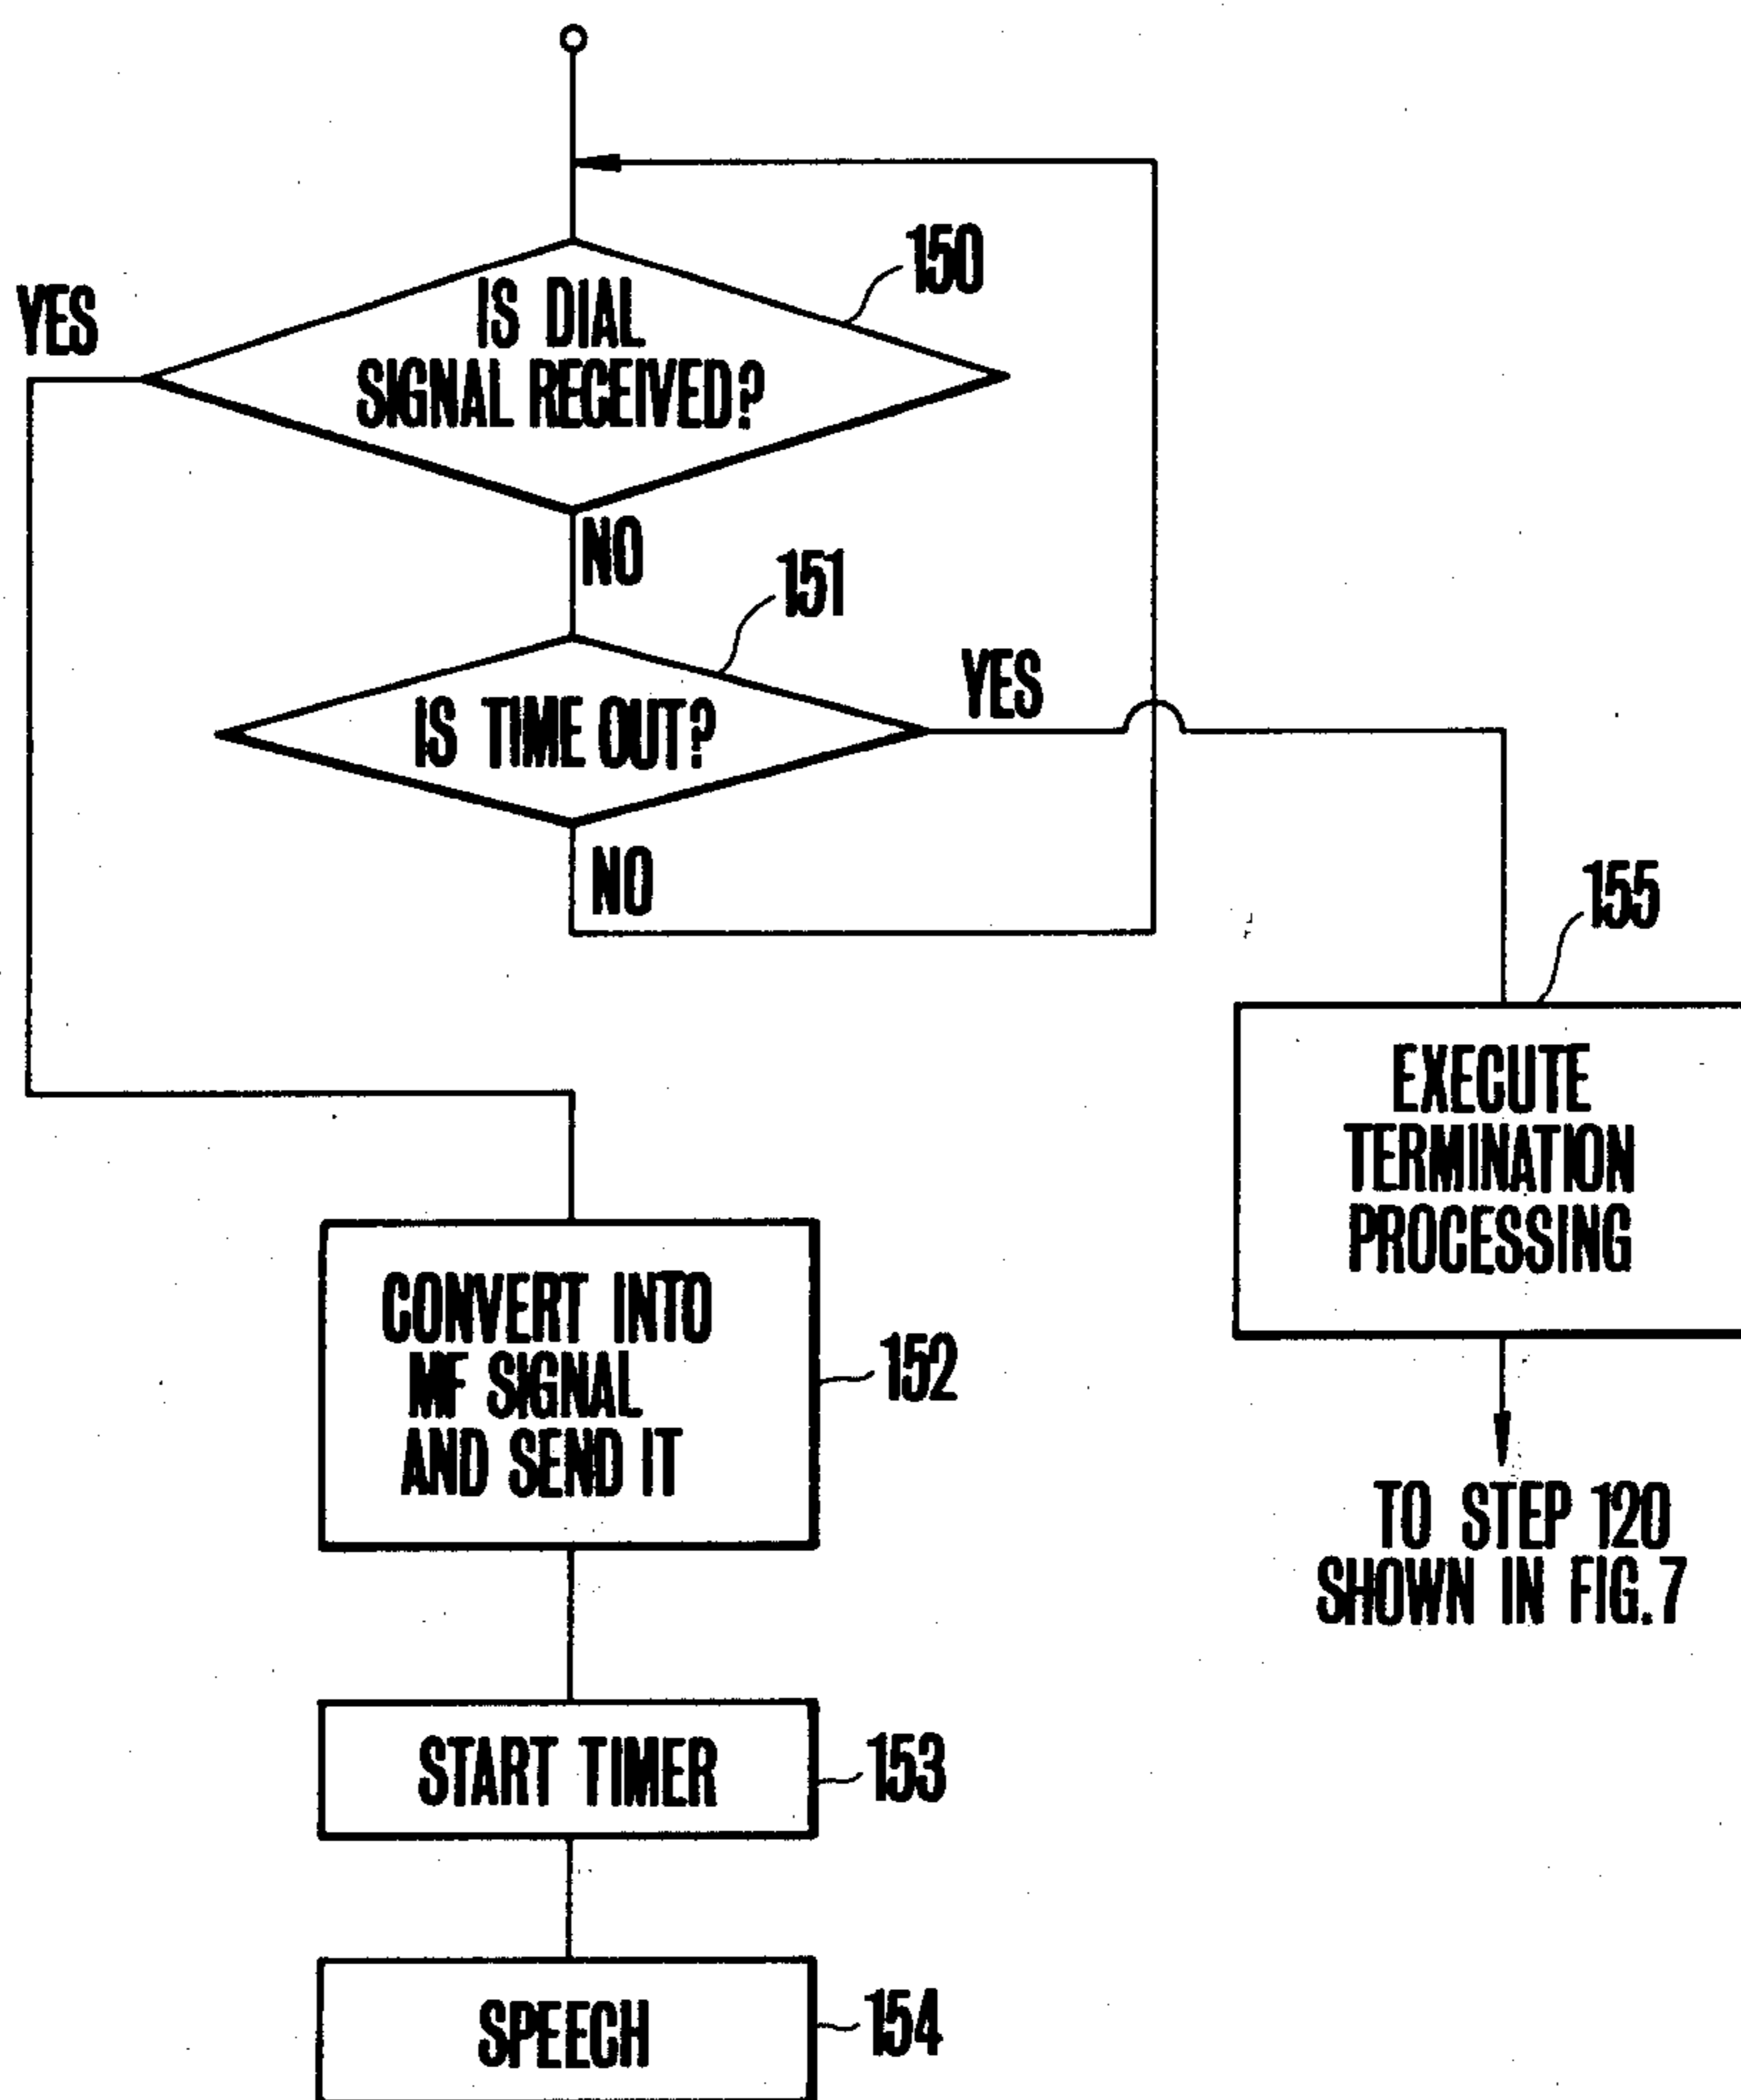 150
YES
IS DIAL
SIGNAL RECEIVED?
NO
151
YES
IS TIME OUT?
NO
155
EXECUTE
TERMINATION
PROCESSING
CONVERT INTO
MF SIGNAL
AND SEND IT
152
TO STEP 120
SHOWN IN FIG.7
START TIMER
153
SPEECH
154